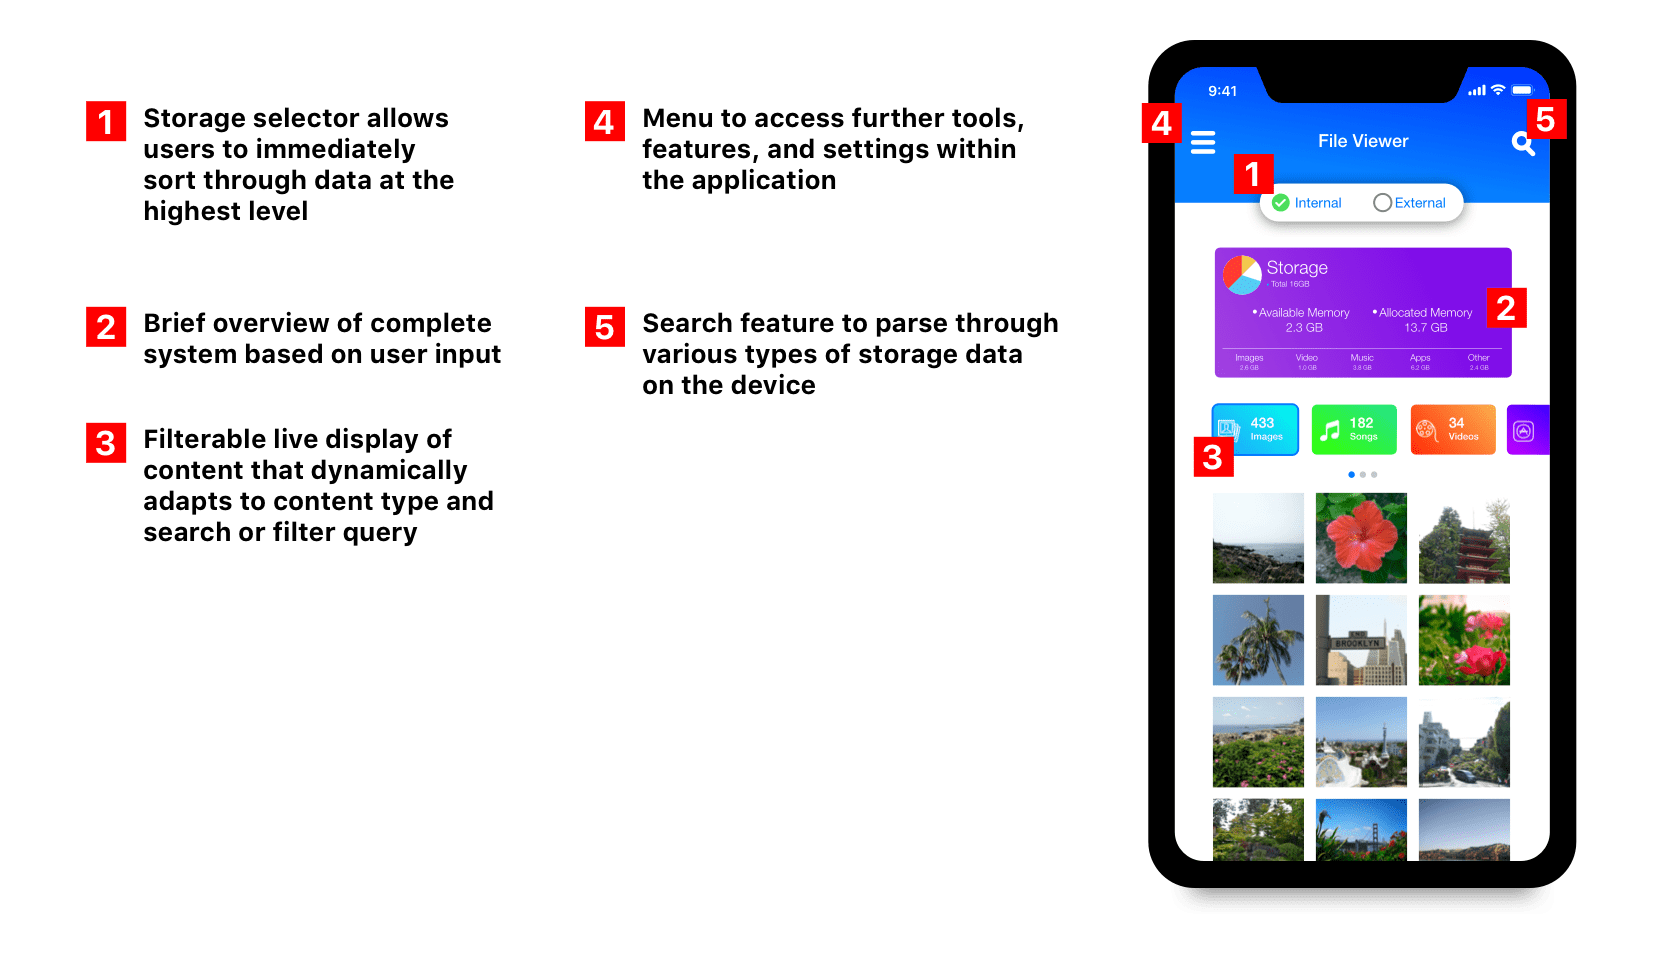 1 Storage selector allows
users to immediately
sort through data at the
highest level
2 Brief overview of complete
system based on user input
3 Filterable live display of
content that dynamically
adapts to content type and
search or filter query
4 Menu to access further tools,
features, and settings within
the application
5 Search feature to parse through
various types of storage data
on the device
9:41
4
5
File Viewer
1
Internal External
Storage
Total 16GB
2
•Available Memory •Allocated Memory
2.3 GB 13.7 GB
Images Video Music Apps Other
2.6 GB 1.0 GB 3.8 GB 6.2 GB 2.4 GB
433 182 34
Images Songs Videos
3
BROOKLYN